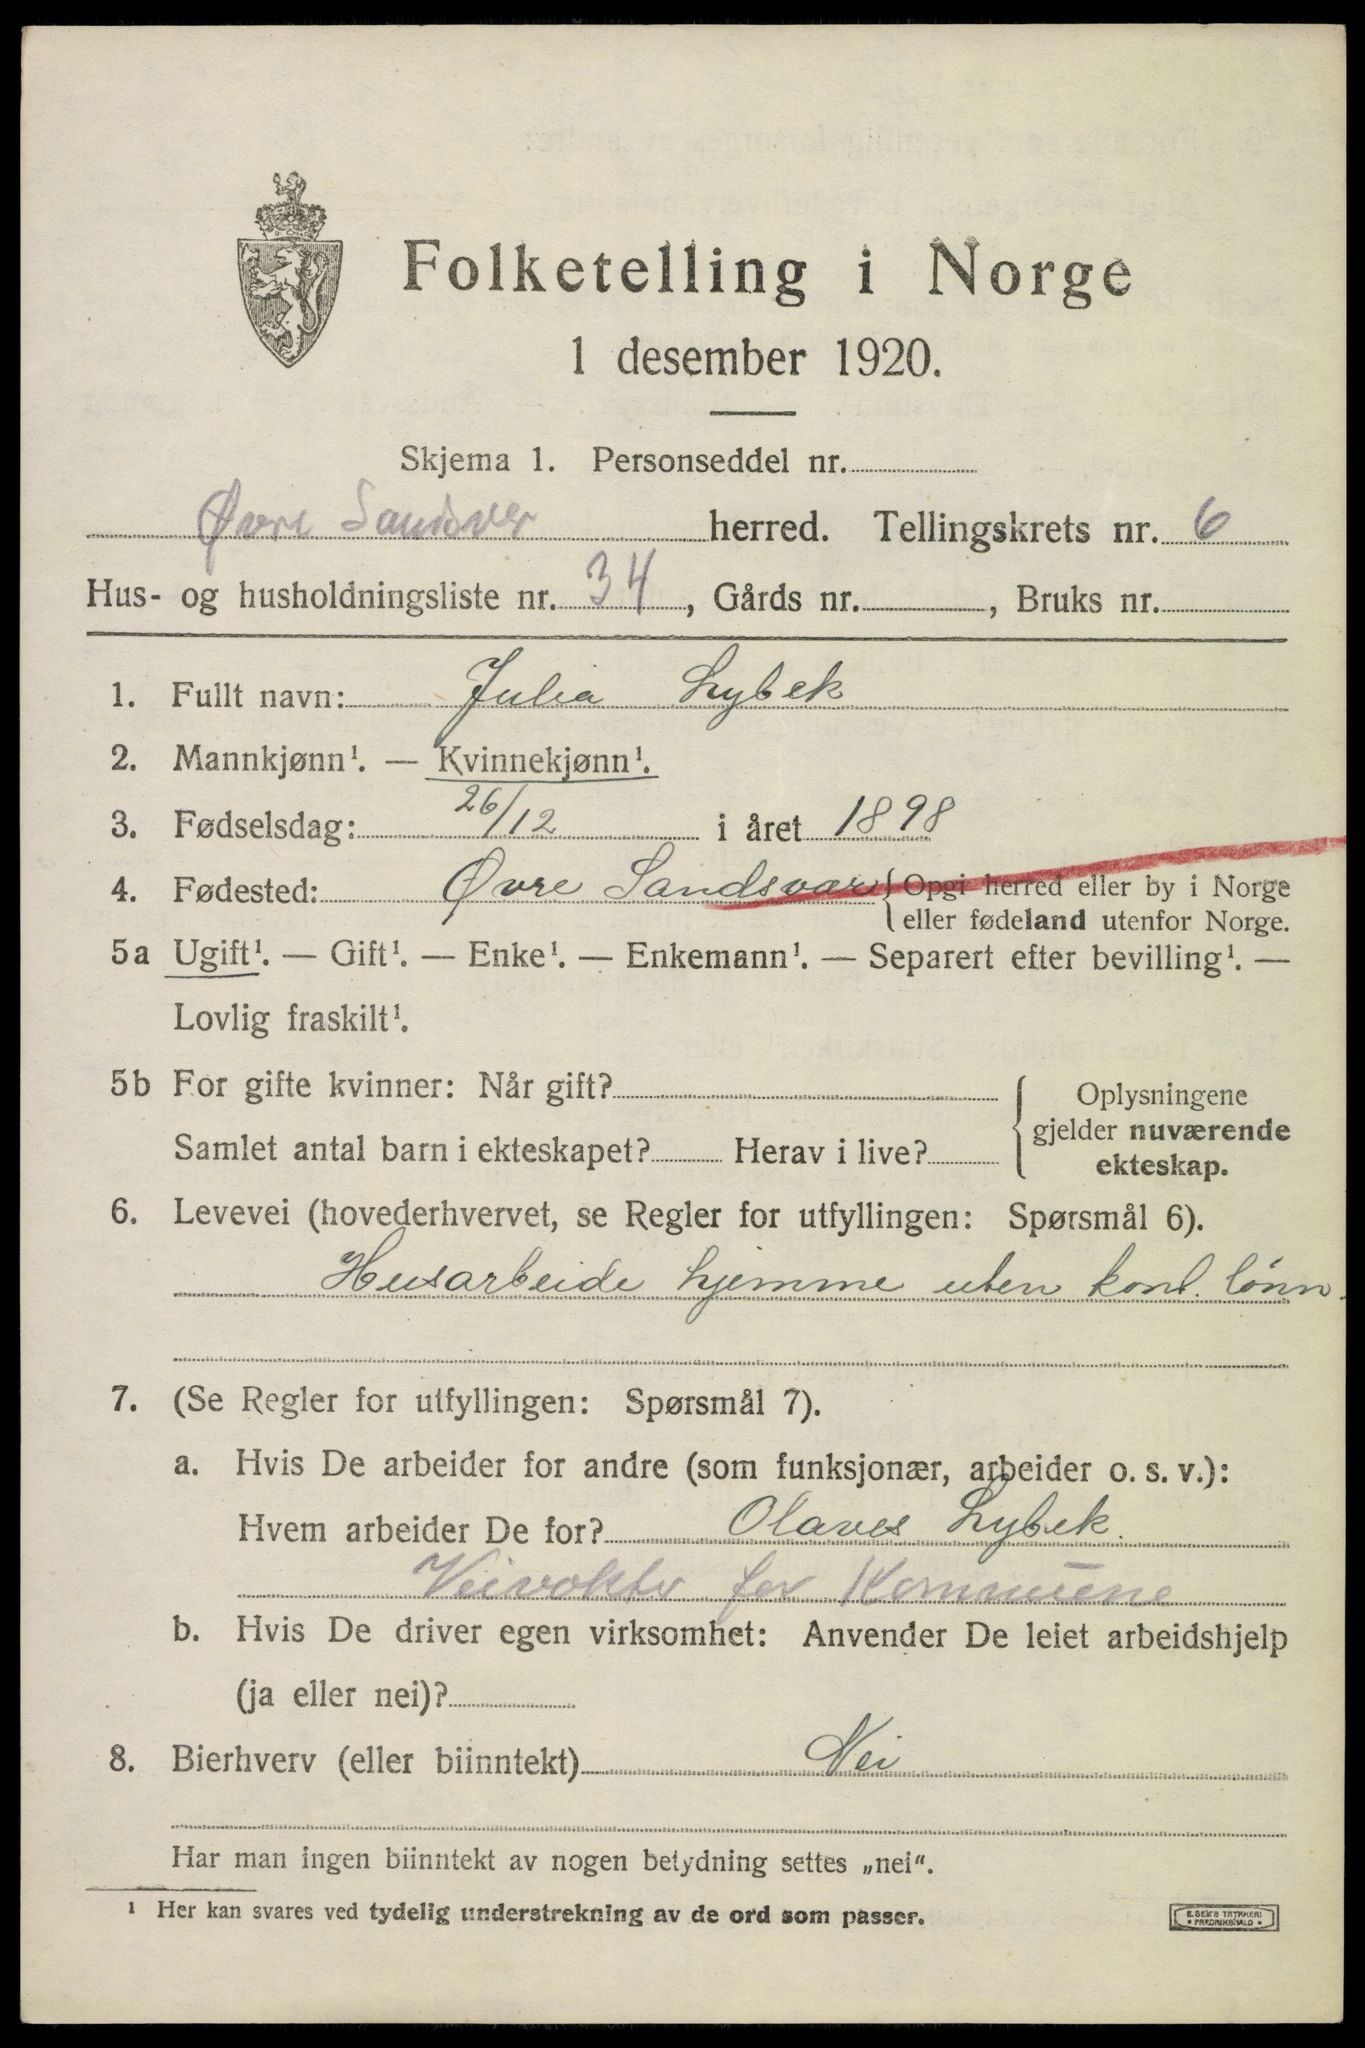 Folketelling i Norge
1 desember 1920.
Skjema 1. Personseddel nr.
Øvre Sandsver herred. Tellingskrets nr. 6
Hus- og husholdningsliste nr. 34, Gårds nr. , Bruks nr.
1. Fullt navn: Julia Lybek
2. Mannkjønn¹. — Kvinnekjønn¹.
3. Fødselsdag: 26/12 i året 1898
4. Fødested: Øvre Sandsvær {Opgi herred eller by i Norge
eller fødeland utenfor Norge.
5a Ugift¹. — Gift¹. — Enke¹. — Enkemann¹. — Separert efter bevilling¹. —
Lovlig fraskilt¹.
5b For gifte kvinner: Når gift? Oplysningene
gjelder nuværende
Samlet antal barn i ekteskapet? Herav i live? ekteskap.
6. Levevei (hovederhvervet, se Regler for utfyllingen: Spørsmål 6).
Husarbeide hjemme uten kont. lønn.
7. (Se Regler for utfyllingen: Spørsmål 7).
a. Hvis De arbeider for andre (som funksjonær, arbeider o. s. v.):
Hvem arbeider De for? Olaves Lybek.
Veivokter for Kommune
b. Hvis De driver egen virksomhet: Anvender De leiet arbeidshjelp
(ja eller nei)?
8. Bierhverv (eller biinntekt) Nei
Har man ingen biinntekt av nogen betydning settes „nei“.
¹ Her kan svares ved tydelig understrekning av de ord som passer.
E. SEM'S TRYKKERI
• FREDRIKSHALD •